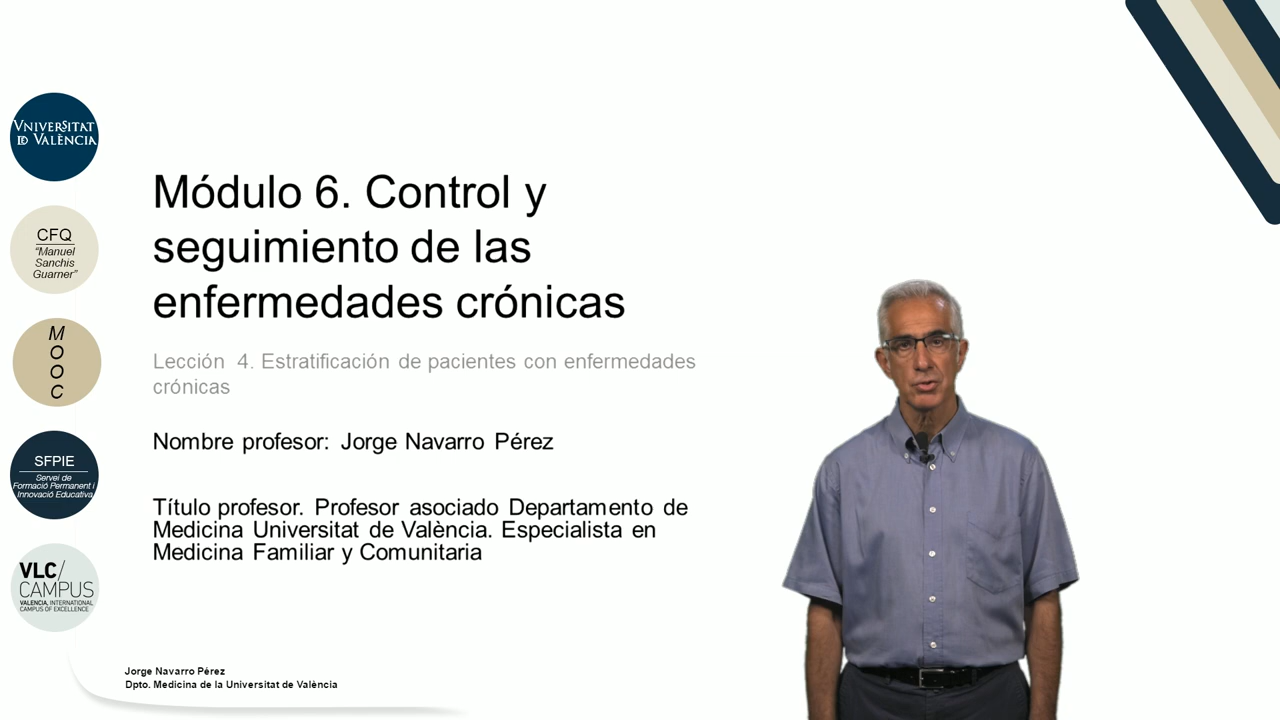 VNIVERSITAT
ID VALÈNCIA
CFQ
“Manuel
Sanchis
Guarner”
M
O
O
C
SFPIE
Servei de
Formació Permanent i
Innovació Educativa
VLC/
CAMPUS
VALENCIA, INTERNATIONAL
CAMPUS OF EXCELLENCE
Módulo 6. Control y
seguimiento de las
enfermedades crónicas
Lección 4. Estratificación de pacientes con enfermedades
crónicas
Nombre profesor: Jorge Navarro Pérez
Título profesor. Profesor asociado Departamento de
Medicina Universitat de València. Especialista en
Medicina Familiar y Comunitaria
Jorge Navarro Pérez
Dpto. Medicina de la Universitat de València